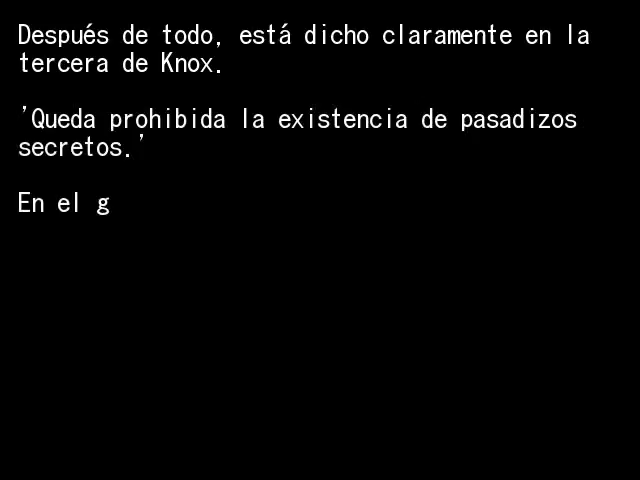 Después de todo, está dicho claramente en la
tercera de Knox.
'Queda prohibida la existencia de pasadizos
secretos.'
En el g